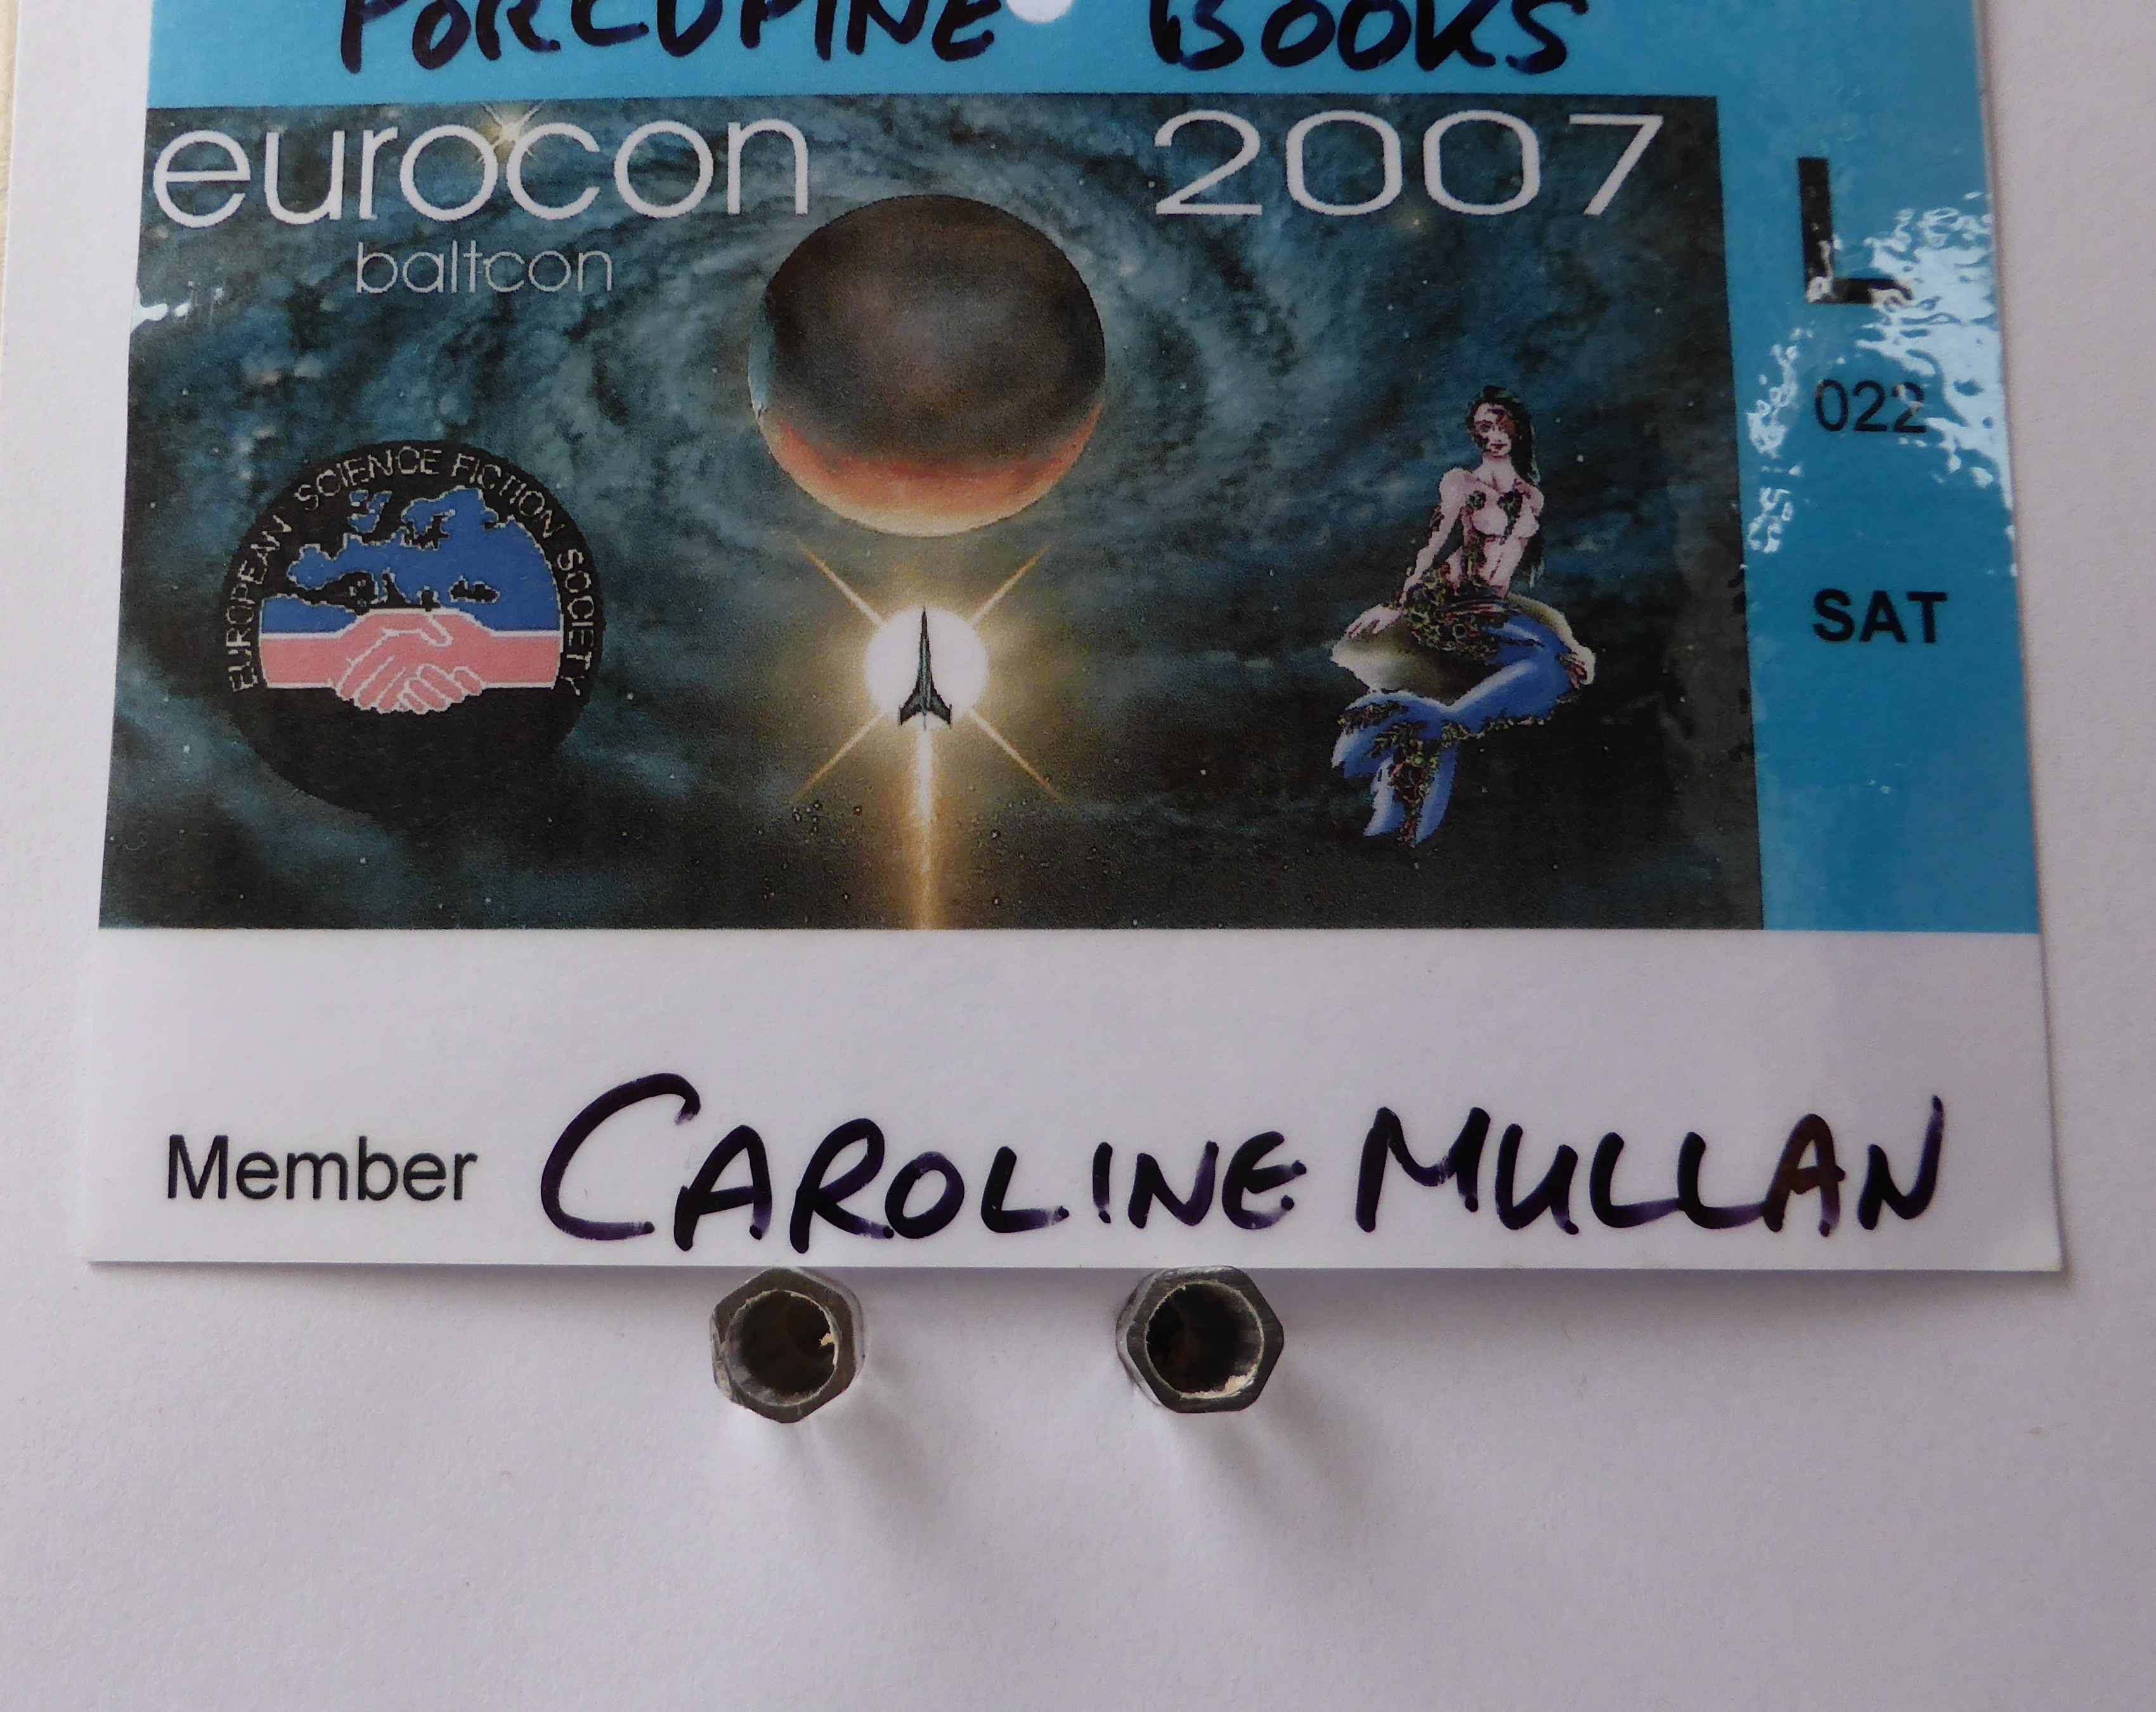 PORCUPINE BOOKS
eurocon 2007
baltcon
L
022
SAT
EUROPEAN SCIENCE FICTION SOCIETY
Member CAROLINE MULLAN